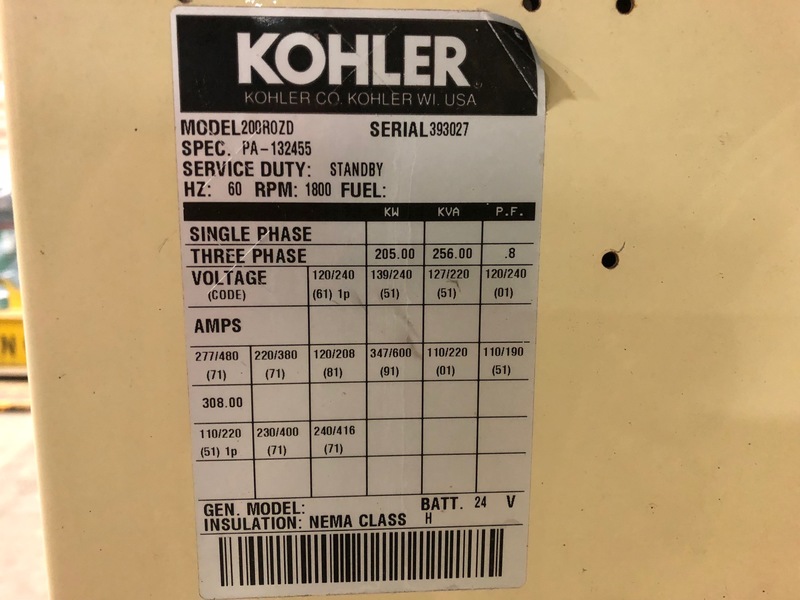 KOHLER
KOHLER CO. KOHLER WI. USA
MODEL 200ROZD SERIAL 393027
SPEC. PA-132455
SERVICE DUTY: STANDBY
HZ: 60 RPM: 1800 FUEL:
KW KVA P.F.
SINGLE PHASE
THREE PHASE 205.00 256.00 .8
VOLTAGE 120/240 139/240 127/220 120/240
(CODE) (61) 1p (51) (51) (01)
AMPS
277/480 220/380 120/208 347/600 110/220 110/190
(71) (71) (81) (91) (01) (51)
308.00
110/220 230/400 240/416
(51) 1p (71) (71)
GEN. MODEL: BATT. 24 V
INSULATION: NEMA CLASS H
N